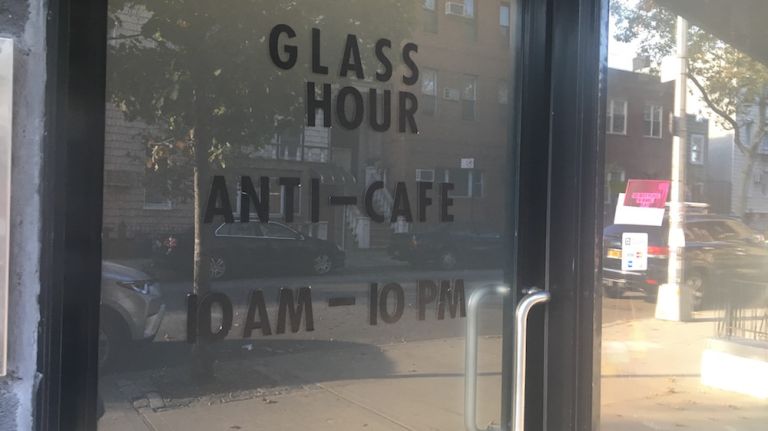 GLASS
HOUR
ANTI-CAFE
10 AM - 10 PM